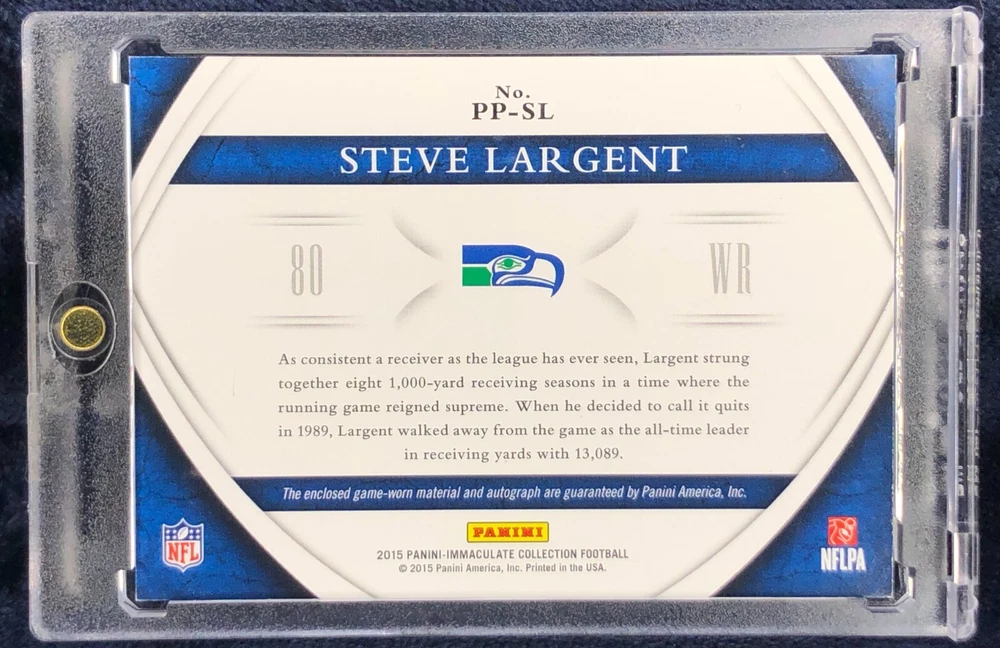 No.
PP-SL
STEVE LARGENT
80
WR
As consistent a receiver as the league has ever seen, Largent strung
together eight 1,000-yard receiving seasons in a time where the
running game reigned supreme. When he decided to call it quits
in 1989, Largent walked away from the game as the all-time leader
in receiving yards with 13,089.
The enclosed game-worn material and autograph are guaranteed by Panini America, Inc.
NFL
PANINI
NFLPA
2015 PANINI-IMMACULATE COLLECTION FOOTBALL
© 2015 Panini America, Inc. Printed in the USA.